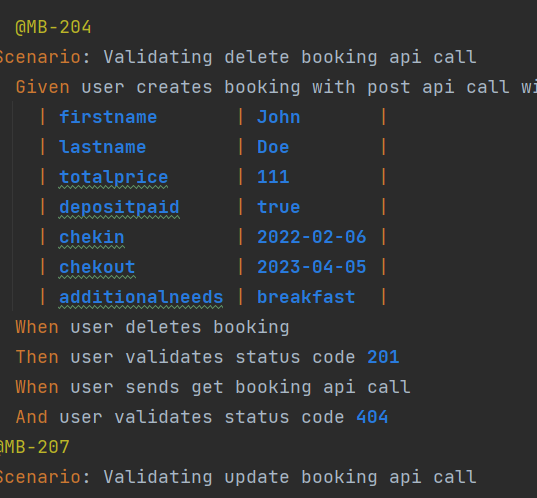 @MB-204
Scenario: Validating delete booking api call
Given user creates booking with post api call wi
| firstname | John |
| lastname | Doe |
| totalprice | 111 |
| depositpaid | true |
| chekin | 2022-02-06 |
| chekout | 2023-04-05 |
| additionalneeds | breakfast |
When user deletes booking
Then user validates status code 201
When user sends get booking api call
And user validates status code 404
@MB-207
Scenario: Validating update booking api call